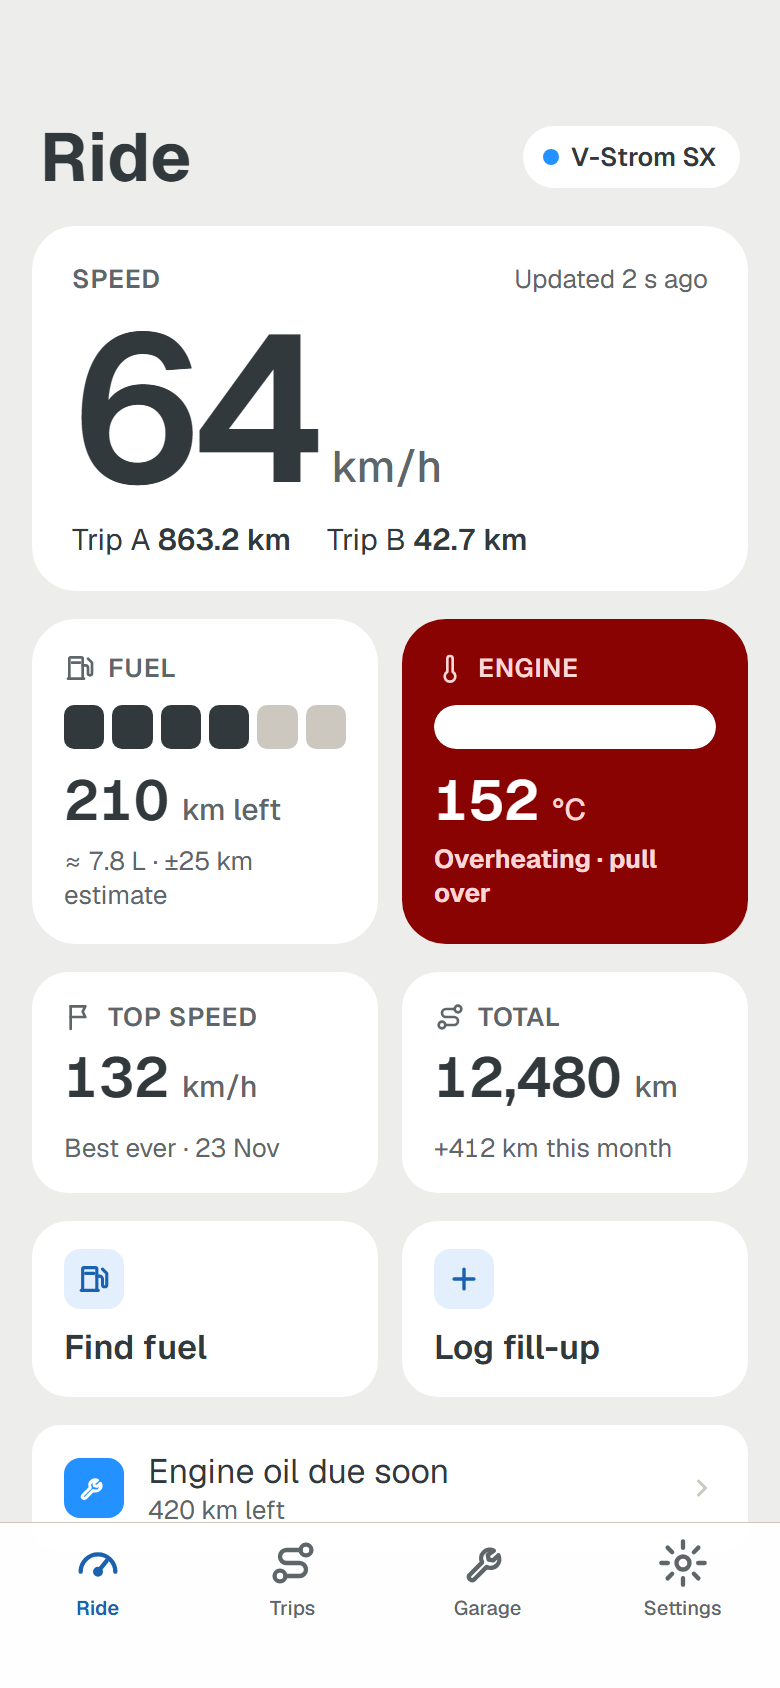 Ride
V-Strom SX
SPEED
Updated 2 s ago
64 km/h
Trip A 863.2 km Trip B 42.7 km
FUEL
210 km left
≈ 7.8 L · ±25 km
estimate
ENGINE
152 °C
Overheating · pull
over
TOP SPEED
132 km/h
Best ever · 23 Nov
TOTAL
12,480 km
+412 km this month
Find fuel
Log fill-up
Engine oil due soon
420 km left
Ride
Trips
Garage
Settings